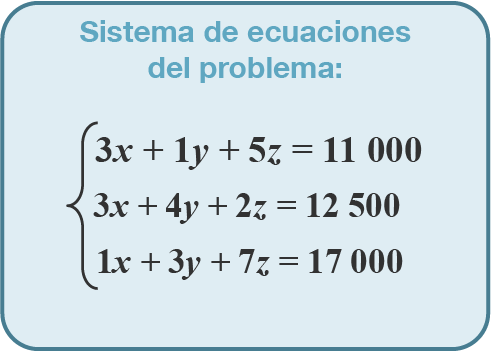 Sistema de ecuaciones
del problema:
3x + 1y + 5z = 11 000
3x + 4y + 2z = 12 500
1x + 3y + 7z = 17 000